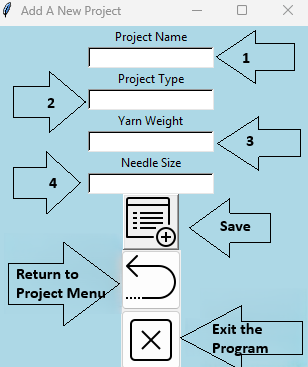 Add A New Project
Project Name
1
Project Type
2
Yarn Weight
3
Needle Size
4
Save
Return to
Project Menu
Exit the
Program